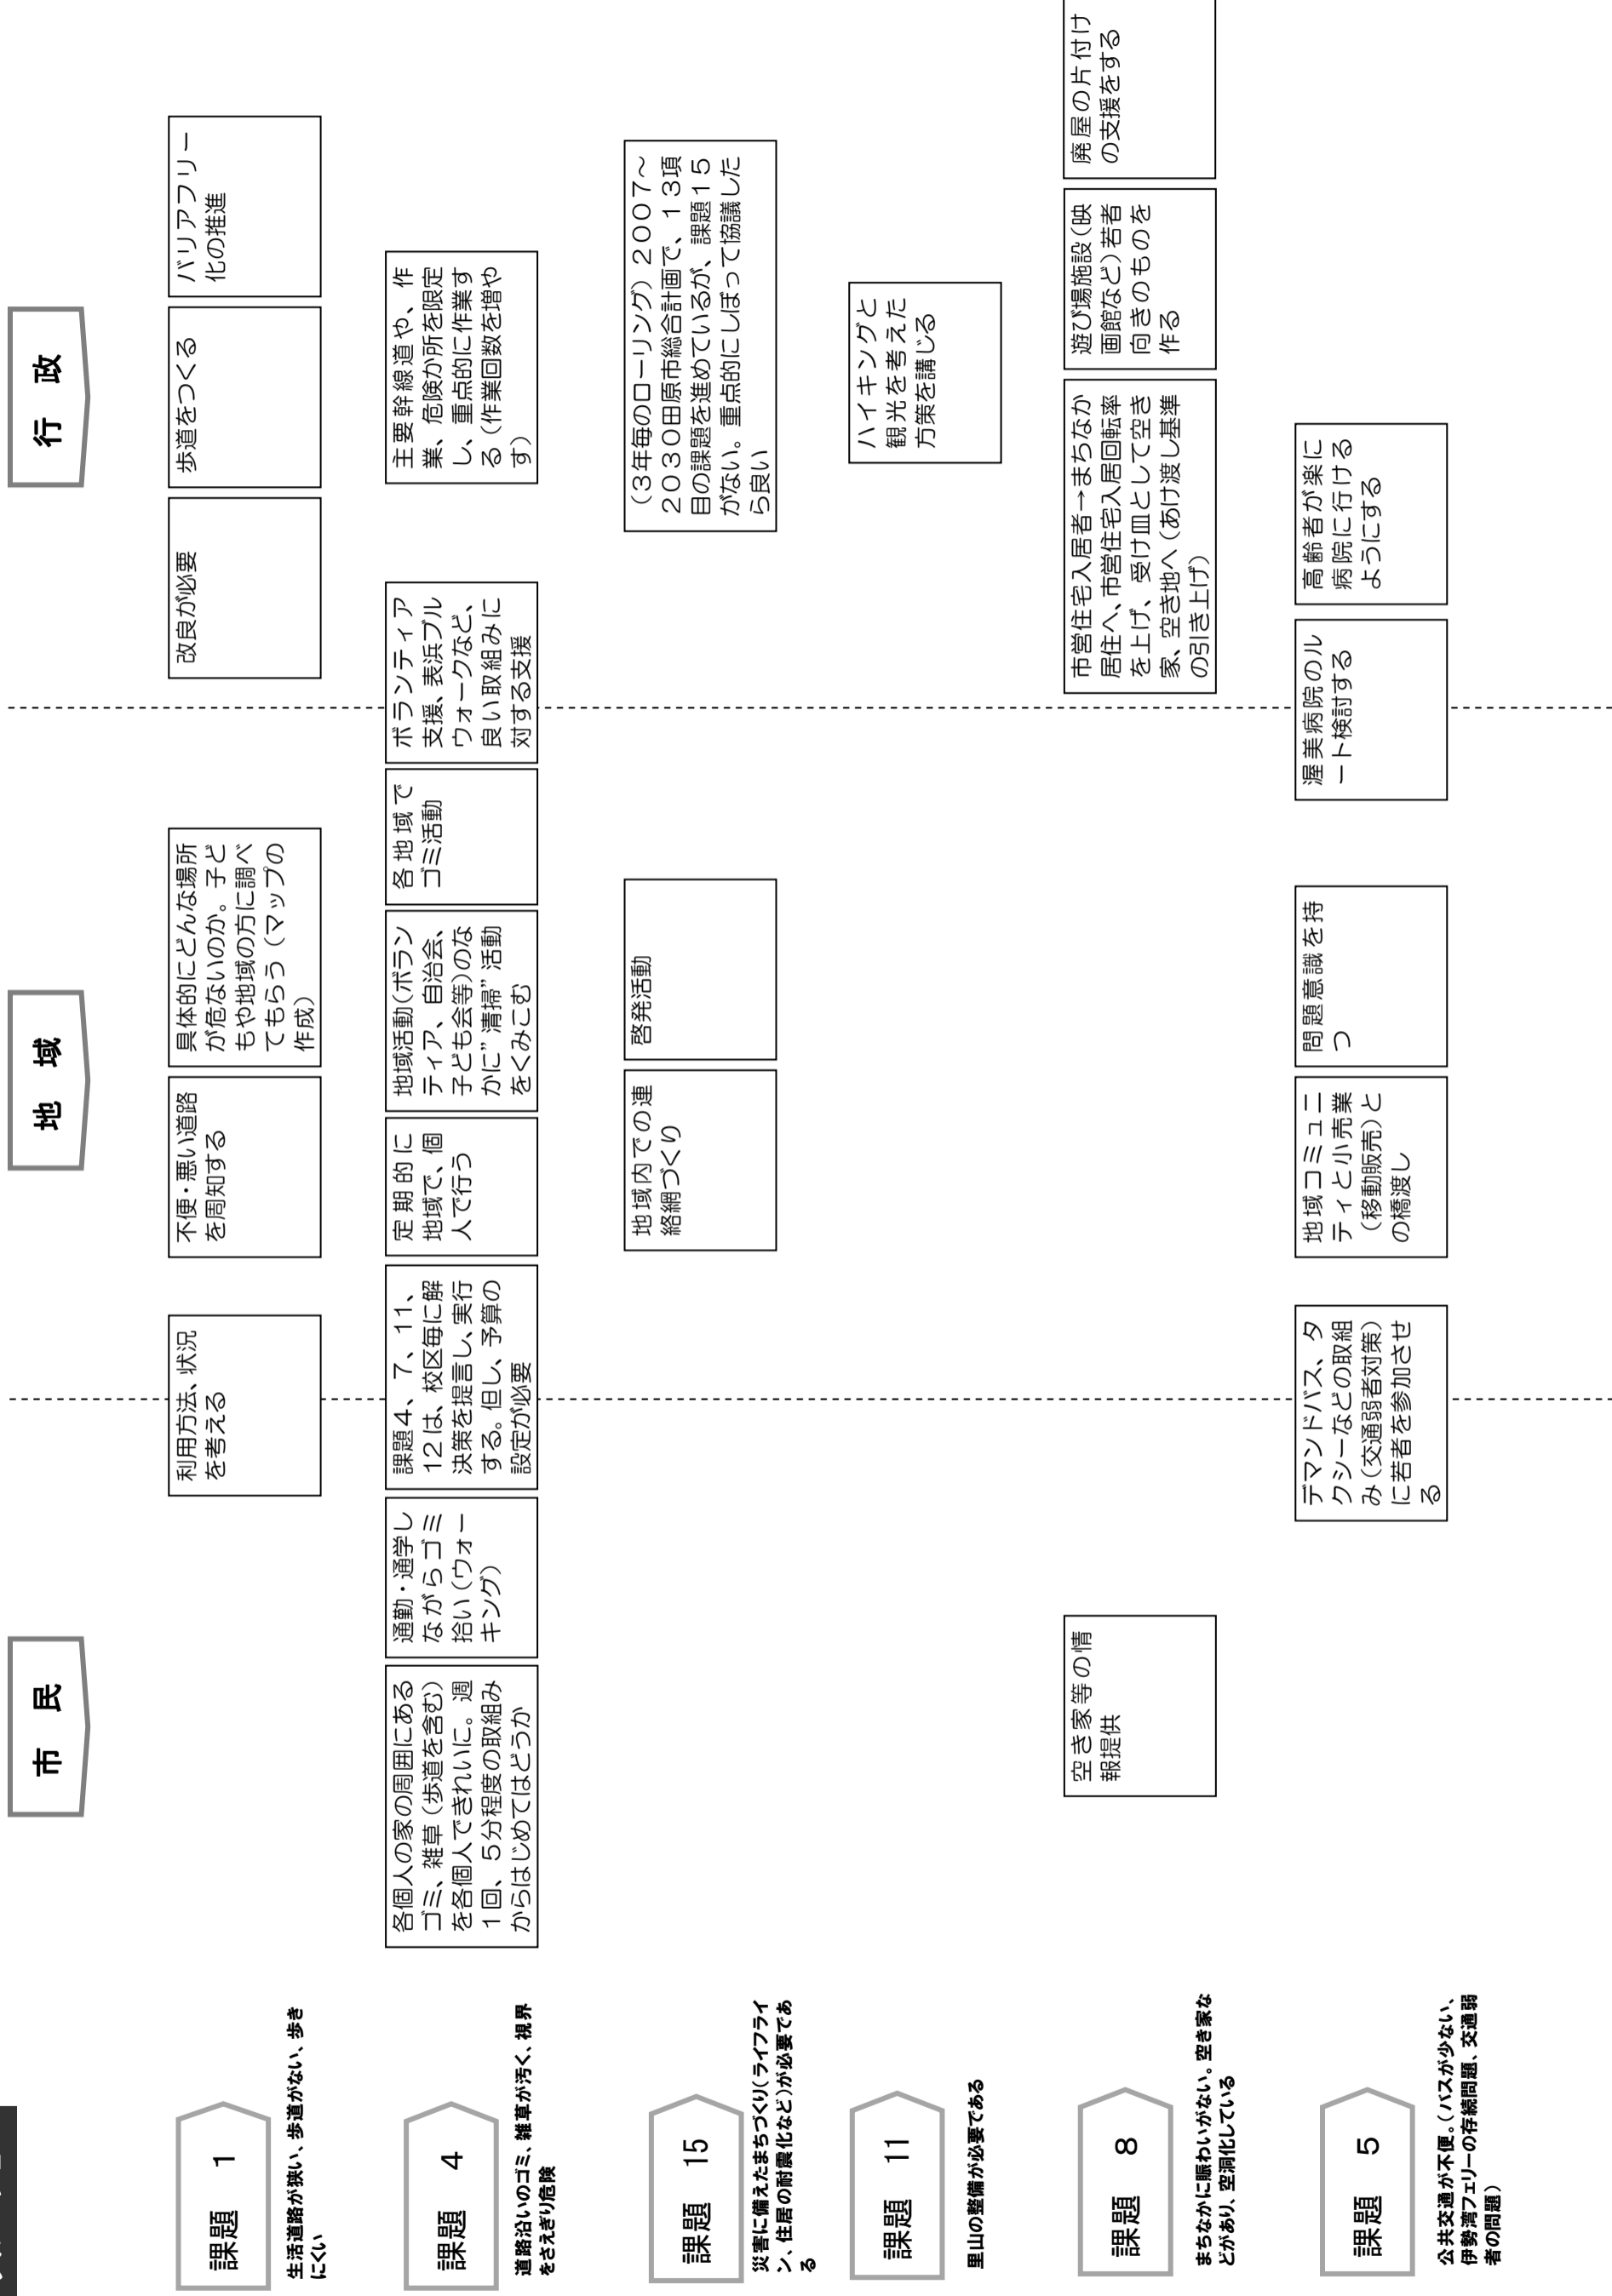 市　民
地　域
行　政
課題　1
生活道路が狭い、歩道がない、歩き
にくい
利用方法、状況
を考える
不便・悪い道路
を周知する
具体的にどんな場所
が危ないのか。子ど
もや地域の方に調べ
てもらう（マップの
作成）
改良が必要
歩道をつくる
バリアフリー
化の推進
課題　4
道路沿いのゴミ、雑草が汚く、視界
をさえぎり危険
各個人の家の周囲にある
ゴミ、雑草（歩道を含む）
を各個人できれいに。週
１回、５分程度の取組み
からはじめてはどうか
通勤・通学し
ながらゴミ
拾い（ウォー
キング）
課題４、７、１１、
１２は、校区毎に解
決策を提言し、実行
する。但し、予算の
設定が必要
定期的に
地域で、個
人で行う
地域活動（ボラン
ティア、自治会、
子ども会等）のな
かに”清掃”活動
をくみこむ
各地域で
ゴミ活動
ボランティア
支援、表浜ブル
ウォークなど、
良い取組みに
対する支援
主要幹線道や、作
業、危険か所を限定
し、重点的に作業す
る（作業回数を増や
す）
課題　15
災害に備えたまちづくり（ライフライ
ン、住居の耐震化など）が必要であ
る
地域内での連
絡網づくり
啓発活動
（３年毎のローリング）２００７～
２０３０田原市総合計画で、１３項
目の課題を進めているが、課題１５
がない。重点的にしぼって協議した
ら良い
課題　11
里山の整備が必要である
ハイキングと
観光を考えた
方策を講じる
課題　8
まちなかに賑わいがない。空き家な
どがあり、空洞化している
空き家等の情
報提供
市営住宅入居者→まちなか
居住へ、市営住宅入居回転率
を上げ、受け皿として空き
家、空き地へ（あけ渡し基準
の引き上げ）
遊び場施設（映
画館など）若者
向きのものを
作る
廃屋の片付け
の支援をする
課題　5
公共交通が不便。（バスが少ない、
伊勢湾フェリーの存続問題、交通弱
者の問題）
デマンドバス、タ
クシーなどの取組
み（交通弱者対策）
に若者を参加させ
る
地域コミュニ
ティと小売業
（移動販売）と
の橋渡し
問題意識を持
つ
渥美病院のル
ート検討する
高齢者が楽に
病院に行ける
ようにする